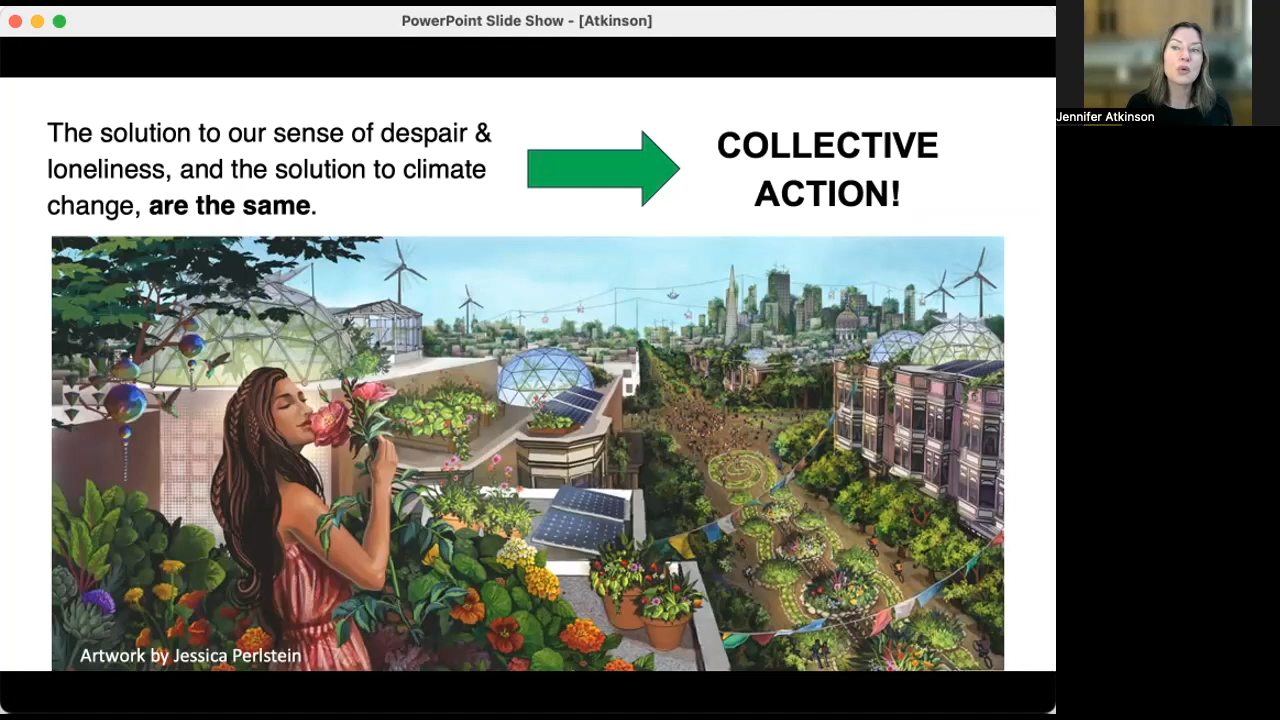 PowerPoint Slide Show - [Atkinson]
The solution to our sense of despair &
loneliness, and the solution to climate
change, are the same.
COLLECTIVE
ACTION!
Artwork by Jessica Perlstein
Jennifer Atkinson